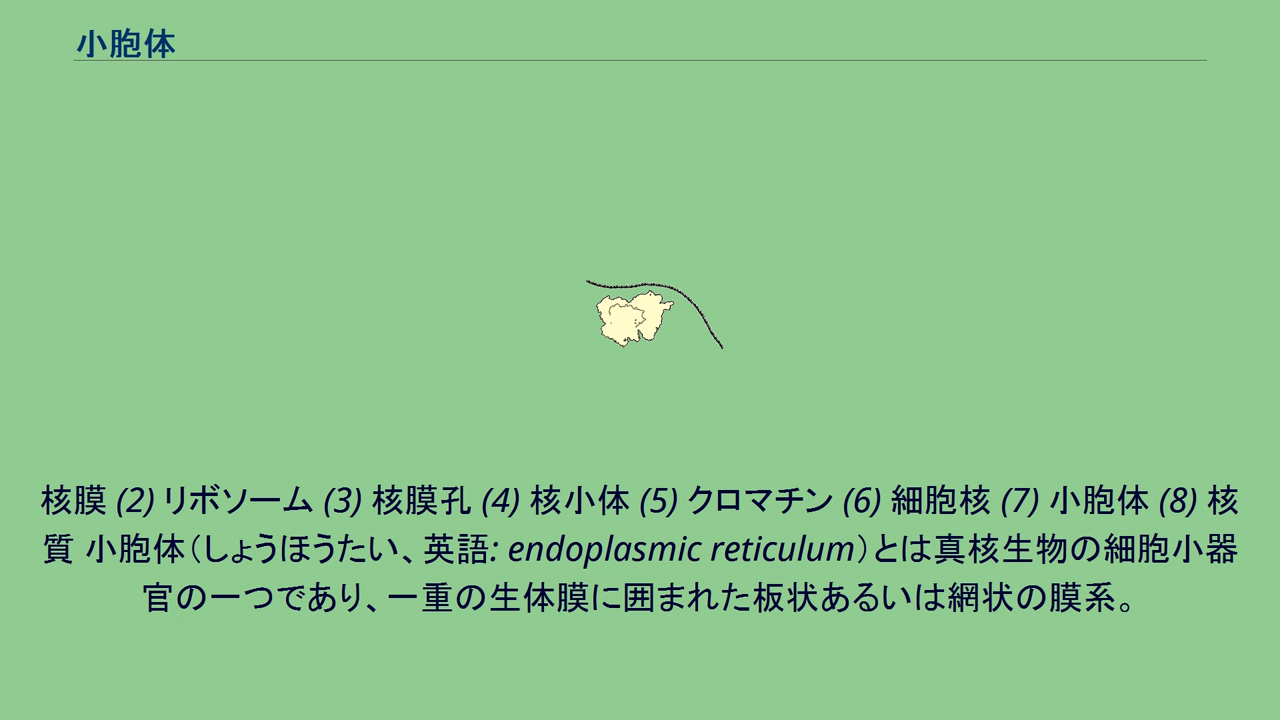 小胞体
核膜 (2) リボソーム (3) 核膜孔 (4) 核小体 (5) クロマチン (6) 細胞核 (7) 小胞体 (8) 核
質 小胞体（しょうほうたい、英語: endoplasmic reticulum）とは真核生物の細胞小器
官の一つであり、一重の生体膜に囲まれた板状あるいは網状の膜系。